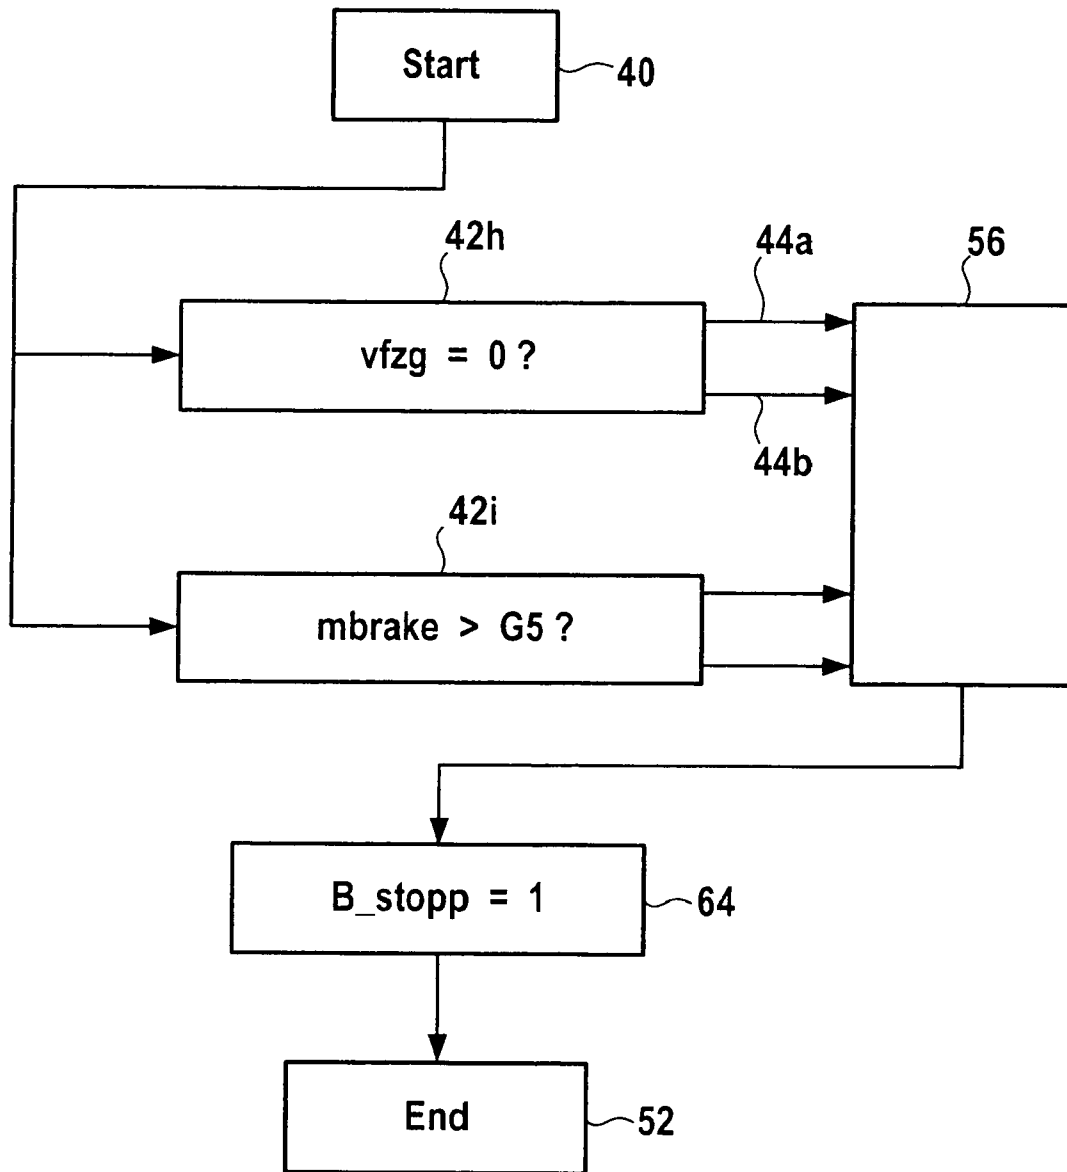 Start
40
42h
44a
56
vfzg = 0 ?
44b
42i
mbrake > G5 ?
B_stopp = 1
64
End
52